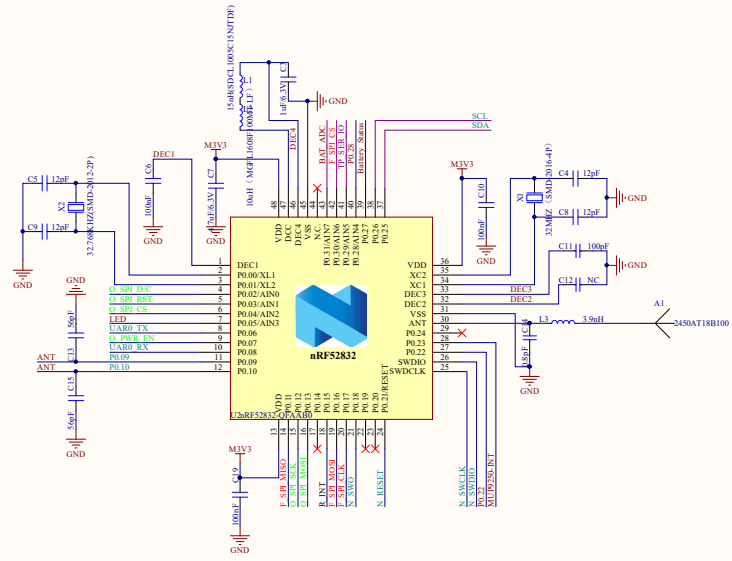 15nH(SDCL1005C15NJTDF)
L1
10uH
1uF/6.3V
GND
DEC4
BAT_ADC
F_SPI_CS
TP_SER_IO
P0.28
Battery_Status
SCL
SDA
DEC1
M3V3
C6
100nF
GND
C7
GND
C5
12pF
X2
C9
12pF
32.768KHZ(SMD-2012-2P)
GND
M3V3
C10
100nF
GND
C4
12pF
X1
32MHZ
(SMD-2016-4P)
C8
12pF
GND
C11
100pF
C12
NC
GND
DEC3
DEC2
48
47
46
45
44
43
42
41
40
39
38
37
VDD
DCC
DEC4
VSS
N.C.
P0.31/AIN7
P0.30/AIN6
P0.29/AIN5
P0.28/AIN4
P0.27
P0.26
P0.25
1 DEC1
2 P0.00/XL1
3 P0.01/XL2
O_SPI_D/C 4 P0.02/AIN0
O_SPI_RST 5 P0.03/AIN1
O_SPI_CS 6 P0.04/AIN2
LED 7 P0.05/AIN3
UAR0_TX 8 P0.06
O_PWR_EN 9 P0.07
UAR0_RX 10 P0.08
ANT P0.09 11 P0.09
ANT P0.10 12 P0.10
VDD 36
XC2 35
XC1 34
DEC3 33
DEC2 32
VSS 31
ANT 30
P0.24 29
P0.23 28
P0.22 27
SWDIO 26
SWDCLK 25
nRF52832
GND
56pF
C13
C15
56pF
GND
L3
3.9nH
A1
2450AT18B100
0.8pF
GND
VDD
P0.11
P0.12
P0.13
P0.14
P0.15
P0.16
P0.17
P0.18
P0.19
P0.20
P0.21/RESET
U2nRF52832-QFAAB0
13
14
15
16
17
18
19
20
21
22
23
24
M3V3
C19
100nF
GND
F_SPI_MISO
O_SPI_SCK
O_SPI_MOSI
R_INT
F_SPI_MOSI
F_SPI_CLK
N_SWO
N_RESET
N_SWCLK
N_SWDIO
P0.22
MUP9250-INT